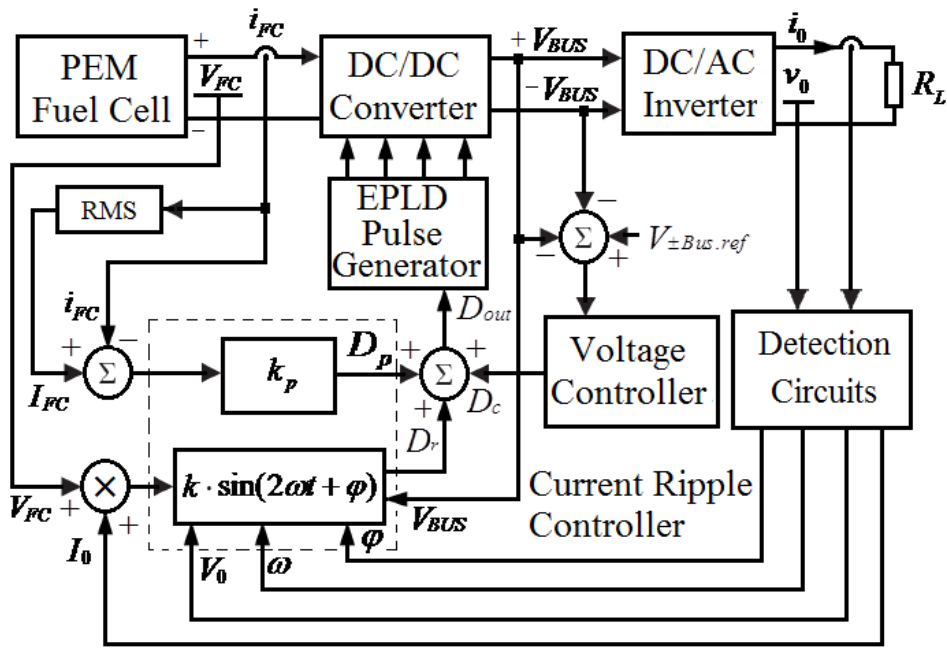 i_FC
+
V_BUS
i_0
PEM
Fuel Cell
+
V_FC
−
DC/DC
Converter
− V_BUS
DC/AC
Inverter
v_0
R_L
RMS
EPLD
Pulse
Generator
−
−
Σ
+
V_±Bus.ref
i_FC
+
−
Σ
I_FC
k_p
D_p
D_out
+
+
Σ
+
D_c
D_r
Voltage
Controller
Detection
Circuits
V_FC
+
×
+
I_0
k·sin(2ωt + φ)
V_BUS
Current Ripple
Controller
V_0
ω
φ